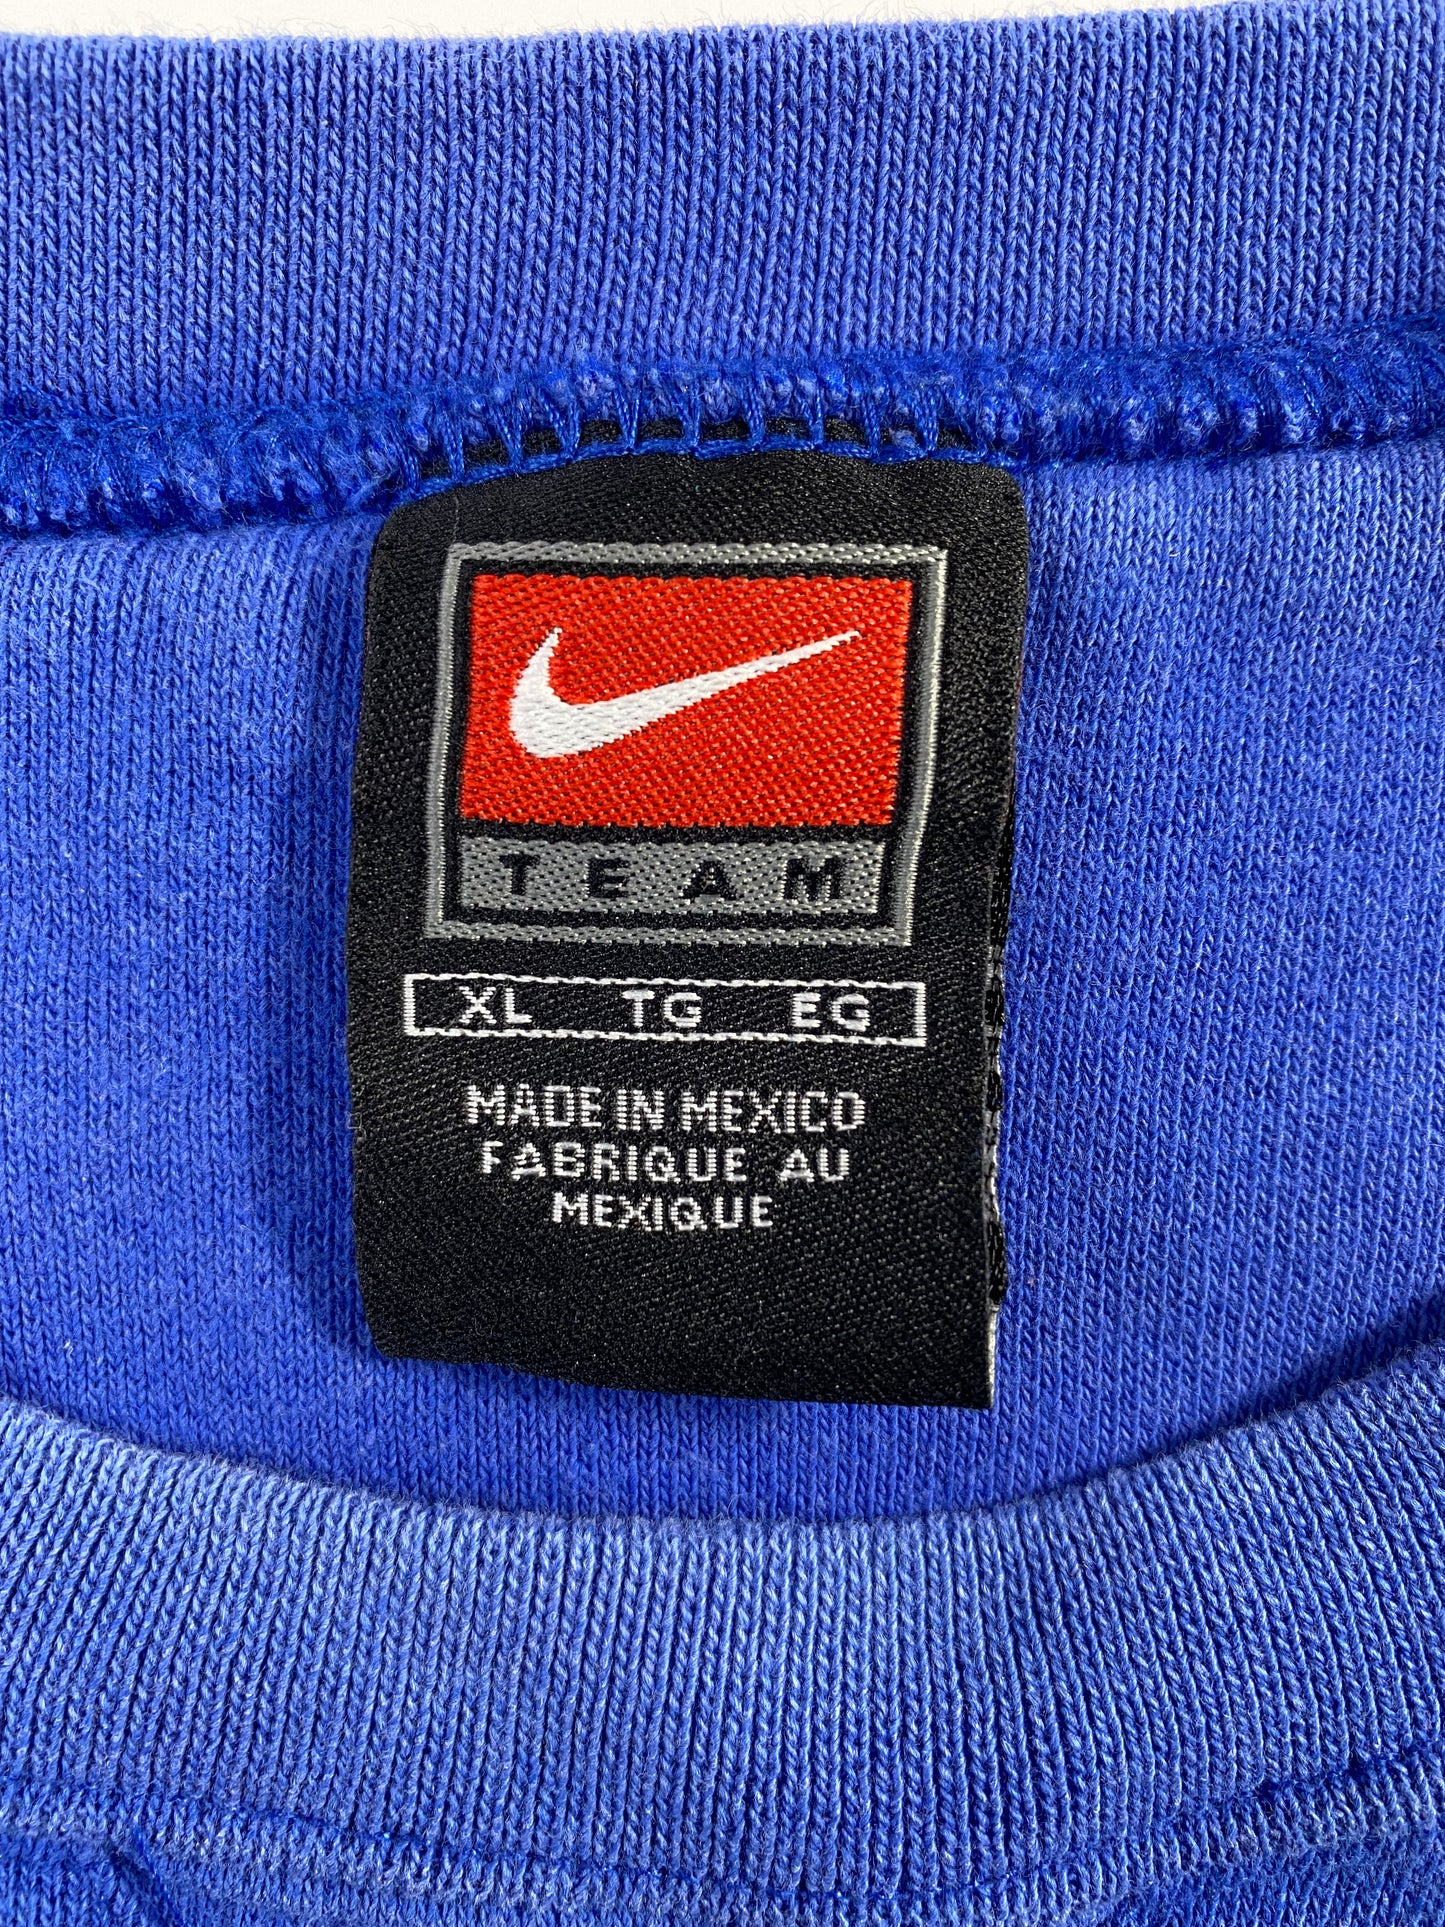 TEAM
XL TG EG
MADE IN MEXICO
FABRIQUE AU
MEXIQUE